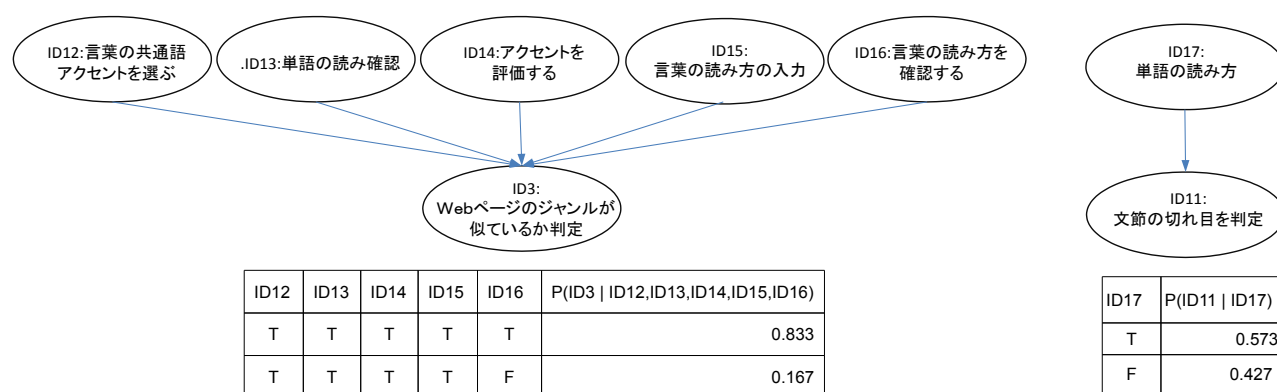 ID12:言葉の共通語
アクセントを選ぶ
.ID13:単語の読み確認
ID14:アクセントを
評価する
ID15:
言葉の読み方の入力
ID16:言葉の読み方を
確認する
ID17:
単語の読み方
ID3:
Webページのジャンルが
似ているか判定
ID11:
文節の切れ目を判定
ID12 ID13 ID14 ID15 ID16 P(ID3 | ID12,ID13,ID14,ID15,ID16)
T T T T T 0.833
T T T T F 0.167
ID17 P(ID11 | ID17)
T 0.573
F 0.427